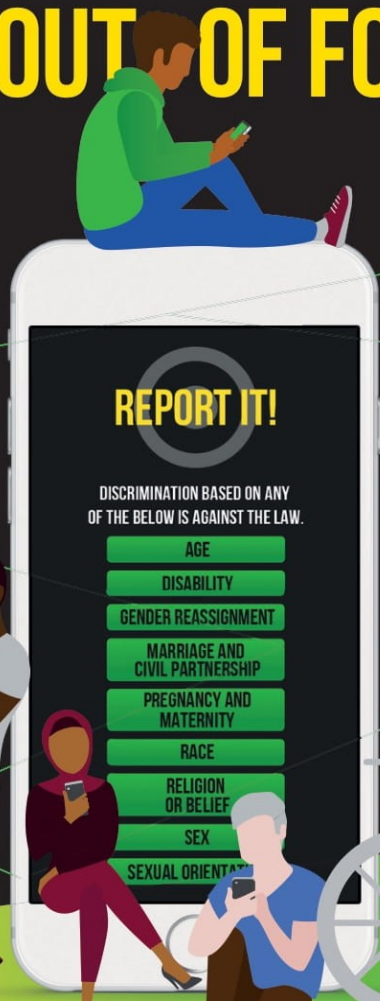 OUT OF FO
REPORT IT!
DISCRIMINATION BASED ON ANY
OF THE BELOW IS AGAINST THE LAW.
AGE
DISABILITY
GENDER REASSIGNMENT
MARRIAGE AND
CIVIL PARTNERSHIP
PREGNANCY AND
MATERNITY
RACE
RELIGION
OR BELIEF
SEX
SEXUAL ORIENTAT